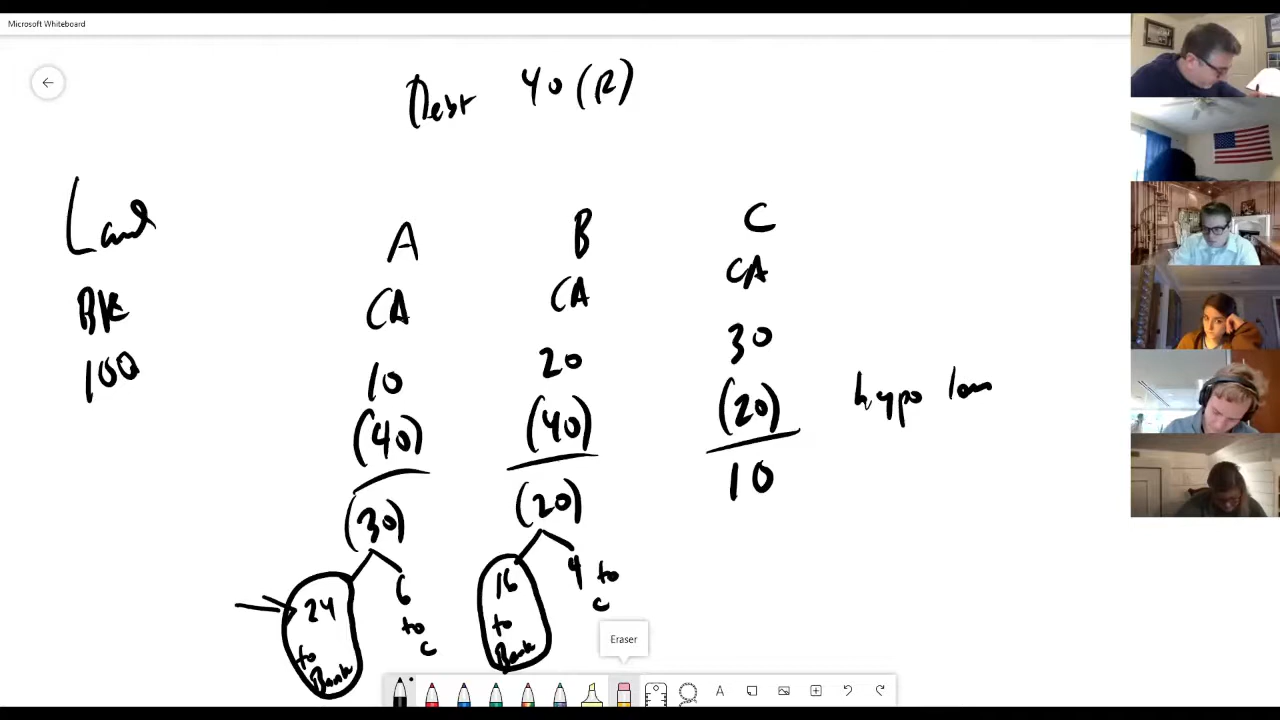 Microsoft Whiteboard
Debt 40 (R)
Land
BK
100
A
CA
10
(40)
(30)
24
to
Bank
6
to
C
B
CA
20
(40)
(20)
16
to
Bank
4 to
C
C
CA
30
(20)
10
hypo loss
Eraser
A